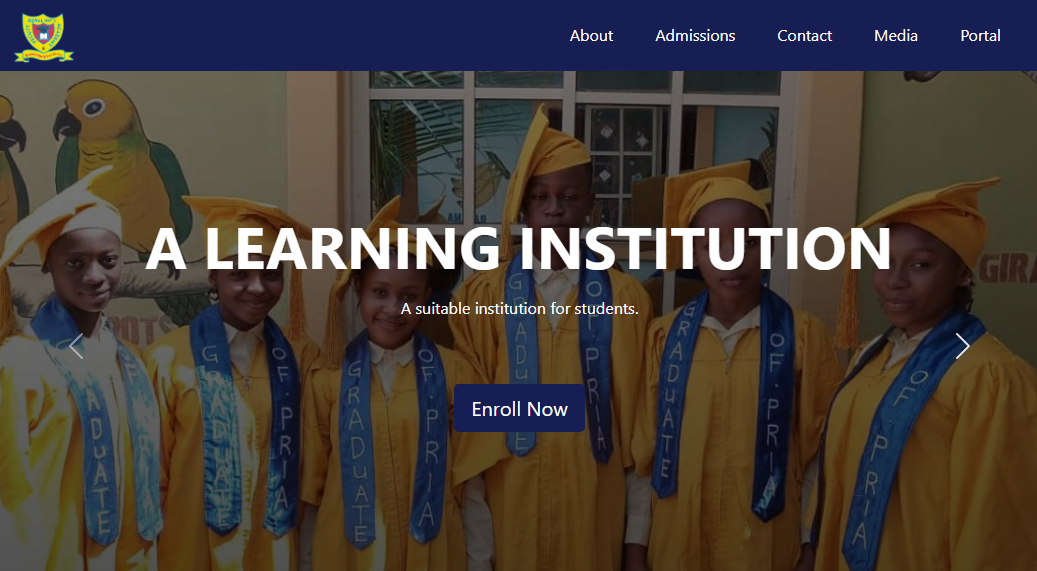 About Admissions Contact Media Portal
A LEARNING INSTITUTION
A suitable institution for students.
Enroll Now
GRADUATE OF PRIA
GRADUATE OF PRIA
GRADUATE OF PRIA
GRADUATE OF PRIA
OF PRIA